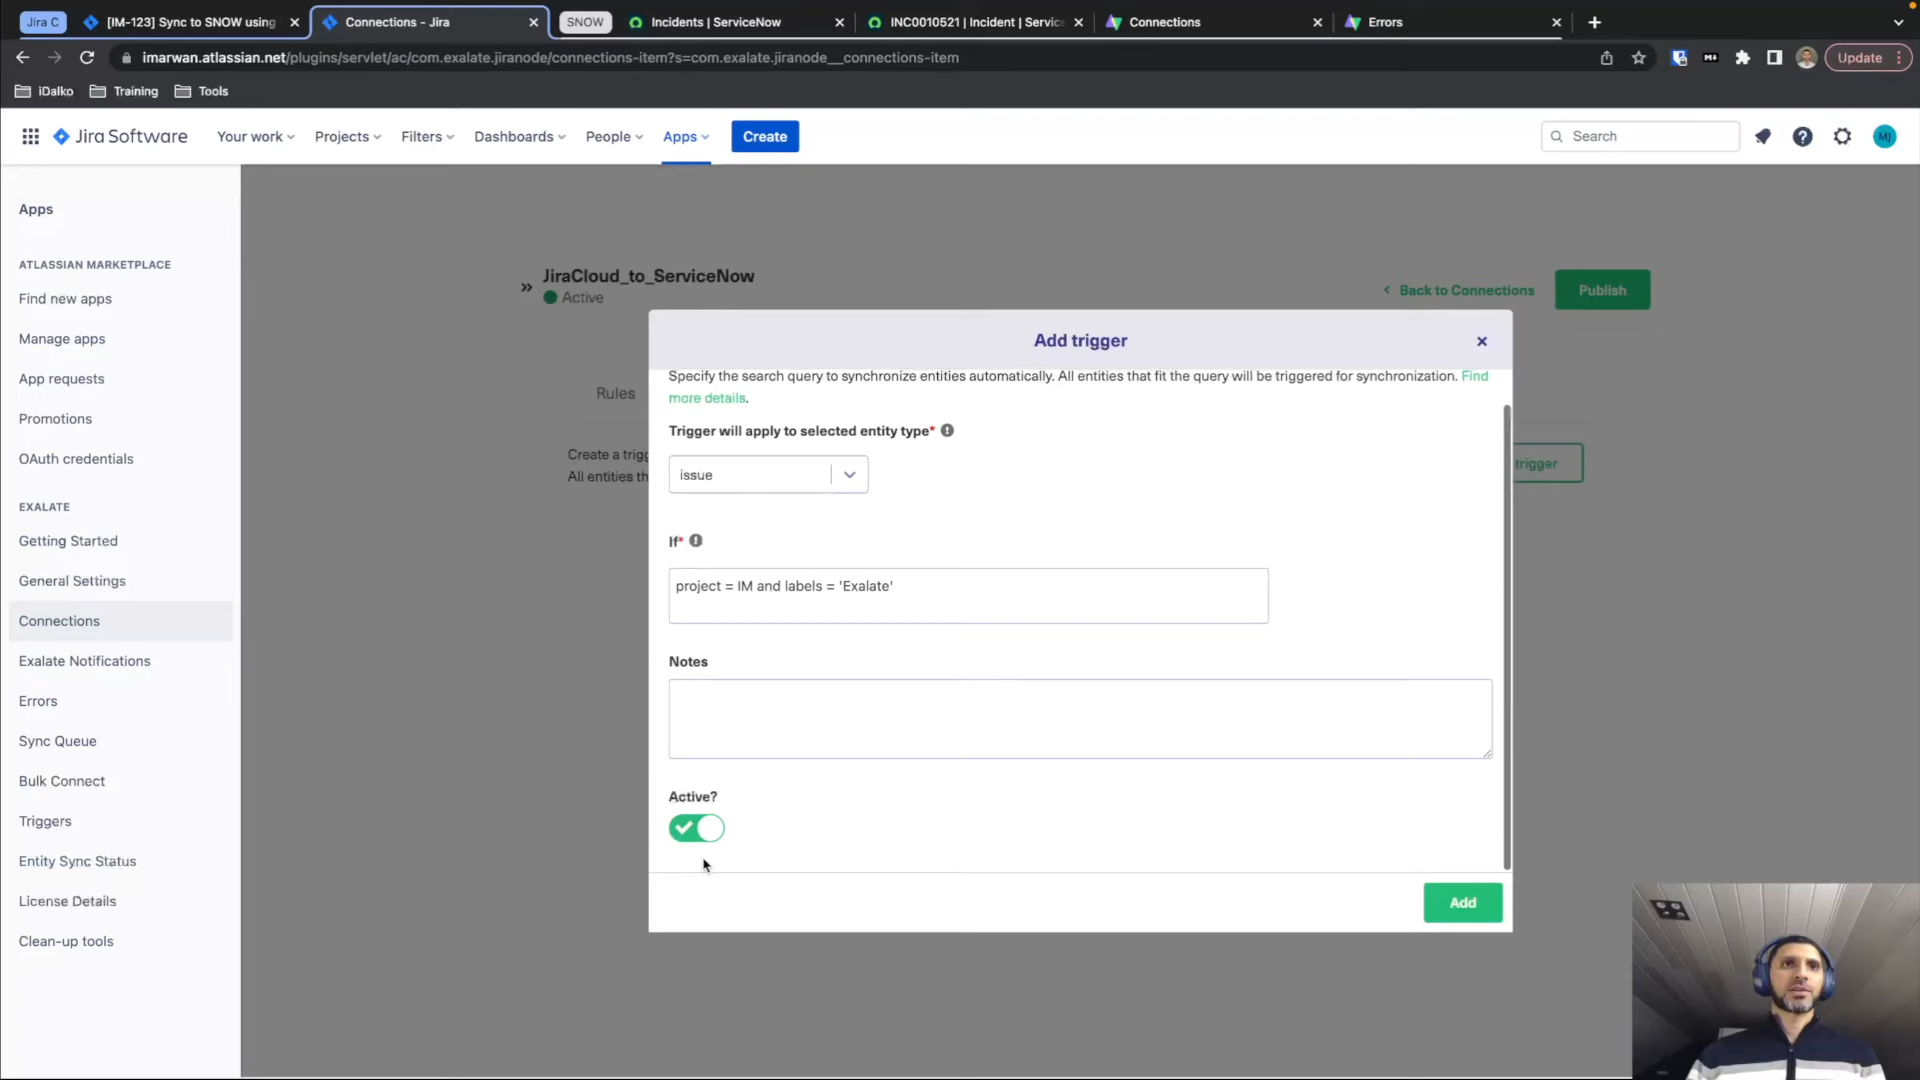 Jira C
[IM-123] Sync to SNOW using
Connections - Jira
SNOW
Incidents | ServiceNow
INC0010521 | Incident | Service
Connections
Errors
imarwan.atlassian.net/plugins/servlet/ac/com.exalate.jiranode/connections-item?s=com.exalate.jiranode__connections-item
Update
iDalko
Training
Tools
Jira Software
Your work
Projects
Filters
Dashboards
People
Apps
Create
Search
MJ
Apps
ATLASSIAN MARKETPLACE
Find new apps
Manage apps
App requests
Promotions
OAuth credentials
EXALATE
Getting Started
General Settings
Connections
Exalate Notifications
Errors
Sync Queue
Bulk Connect
Triggers
Entity Sync Status
License Details
Clean-up tools
JiraCloud_to_ServiceNow
Active
Back to Connections
Publish
Rules
Create a trigg
All entities th
trigger
Add trigger
Specify the search query to synchronize entities automatically. All entities that fit the query will be triggered for synchronization. Find
more details.
Trigger will apply to selected entity type*
issue
If*
project = IM and labels = 'Exalate'
Notes
Active?
Add